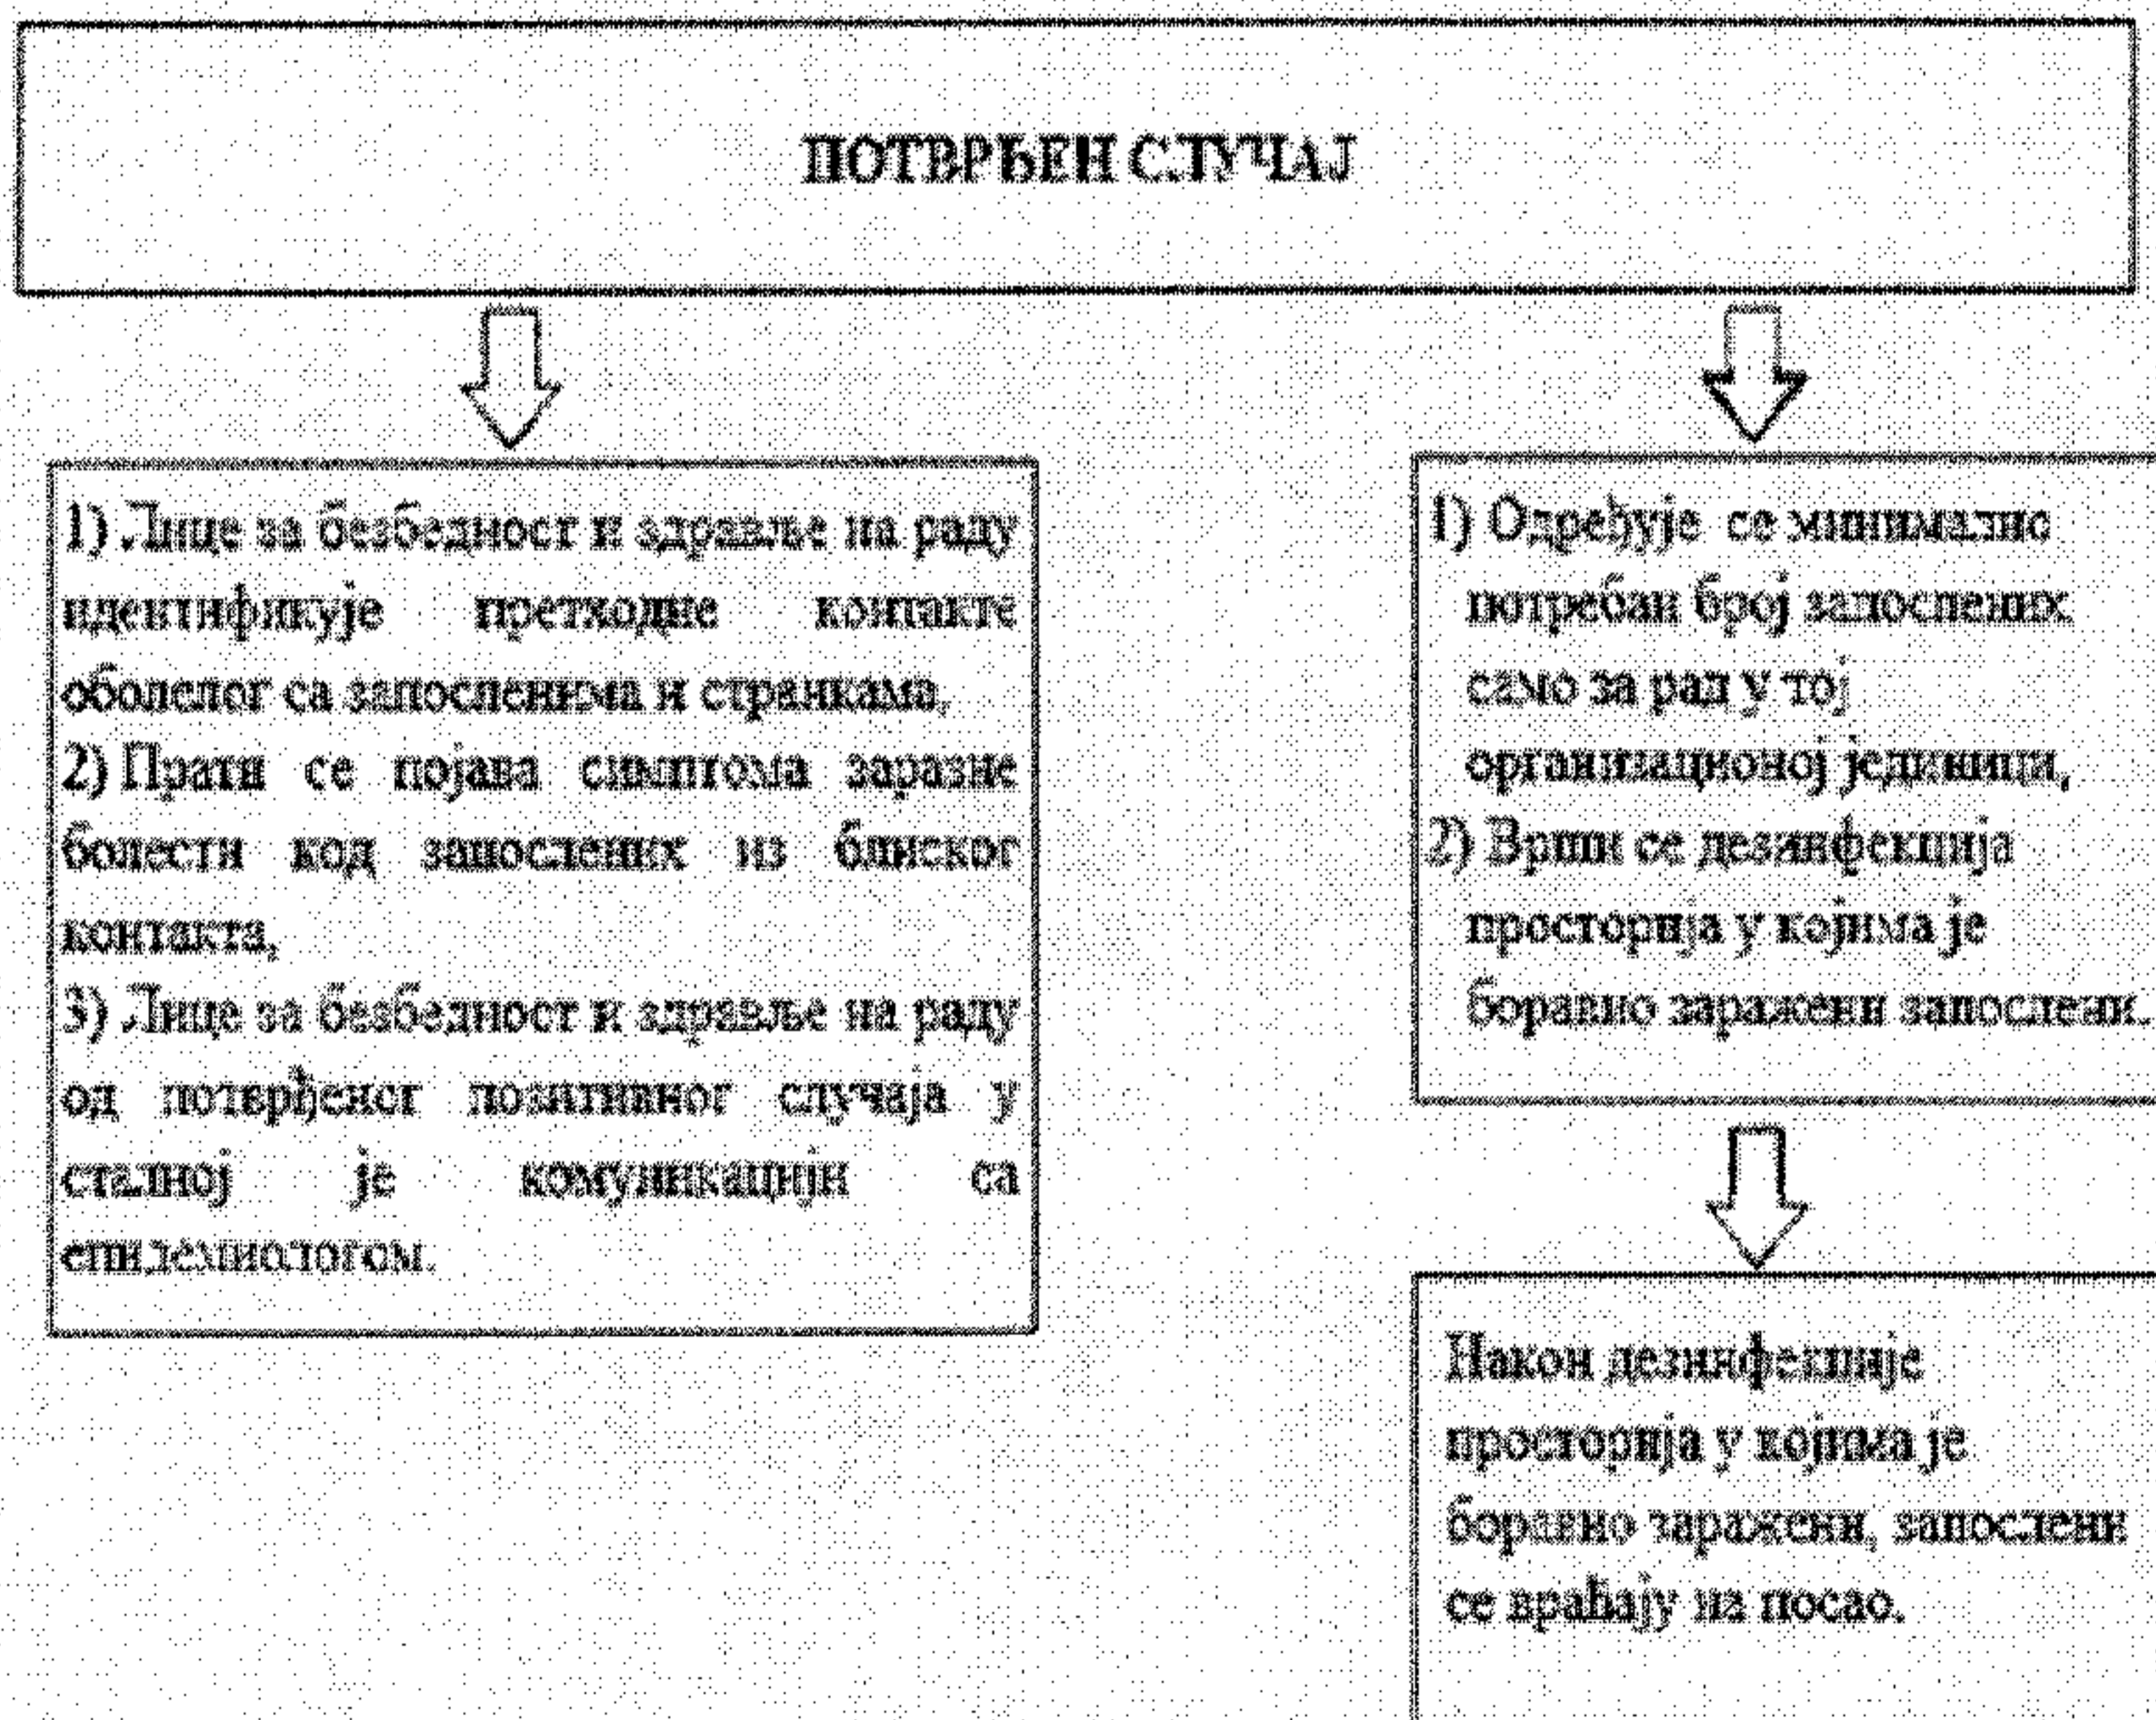 ПОТВРЂЕН СЛУЧАЈ
1) Лице за безбедност и здравље на раду
идентификује претходне контакте
оболелог са запосленима и странкама,
2) Прати се појава симптома заразне
болести код запослених из блиског
контакта,
3) Лице за безбедност и здравље на раду
од потврђеног позитивног случаја у
сталној је комуникацији са
епидемиологом.
1) Одређује се минимално
потребан број запослених
само за рад у тој
организационој јединици,
2) Врши се дезинфекција
просторија у којима је
боравио заражени запослени.
Након дезинфекције
просторија у којима је
боравио заражени, запослени
се враћају на посао.